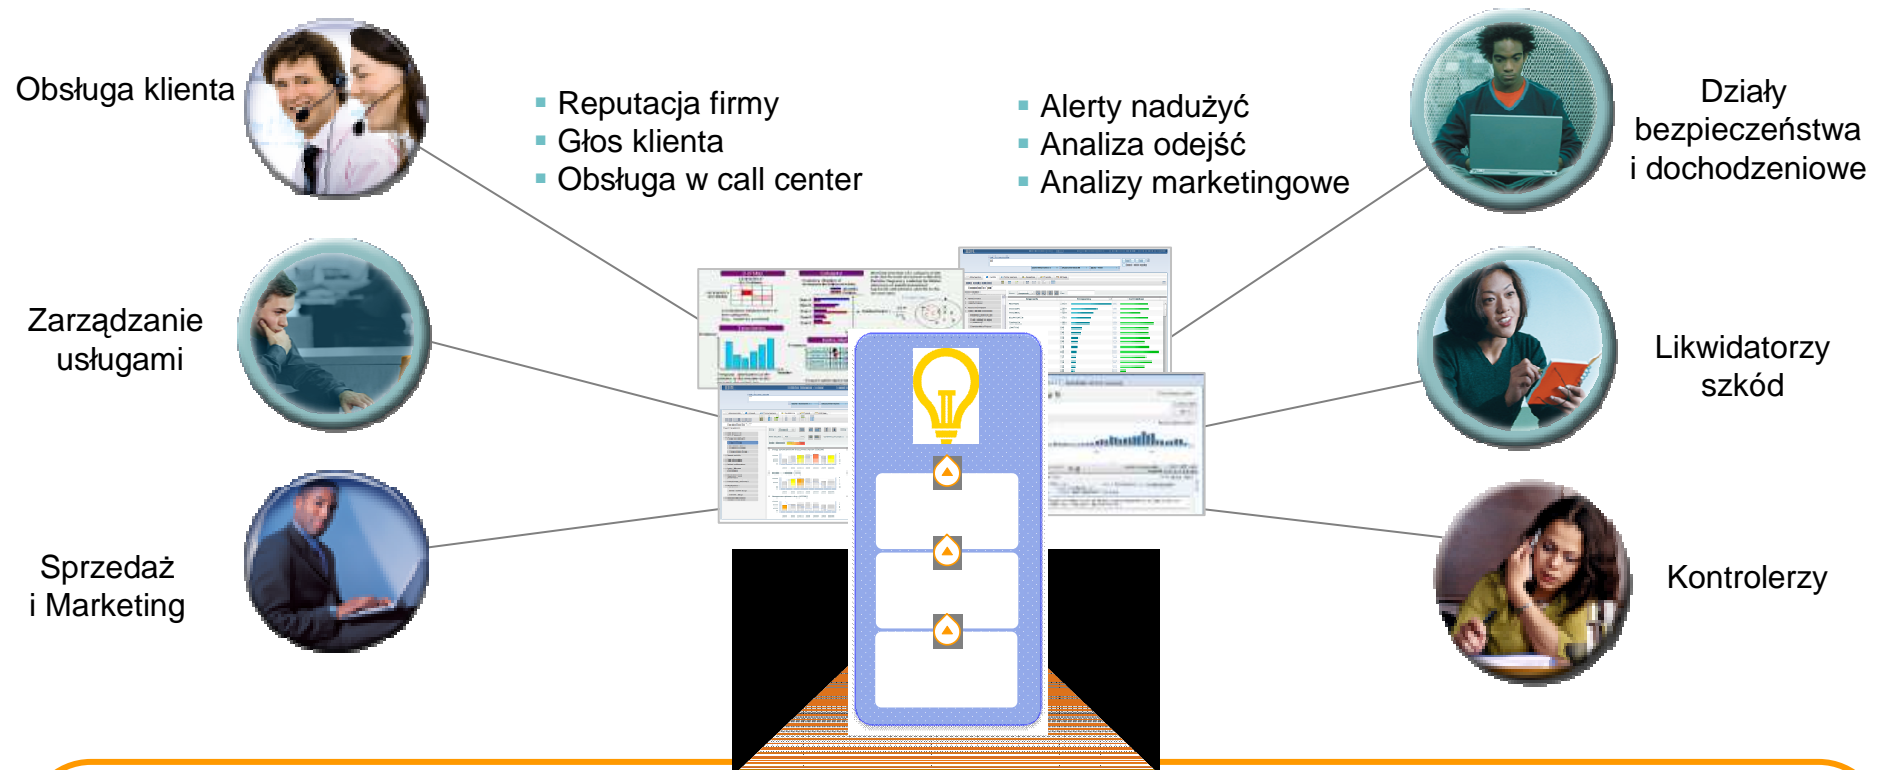 Obsługa klienta
▪ Reputacja firmy
▪ Głos klienta
▪ Obsługa w call center
▪ Alerty nadużyć
▪ Analiza odejść
▪ Analizy marketingowe
Działy
bezpieczeństwa
i dochodzeniowe
Zarządzanie
usługami
Likwidatorzy
szkód
Sprzedaż
i Marketing
Kontrolerzy